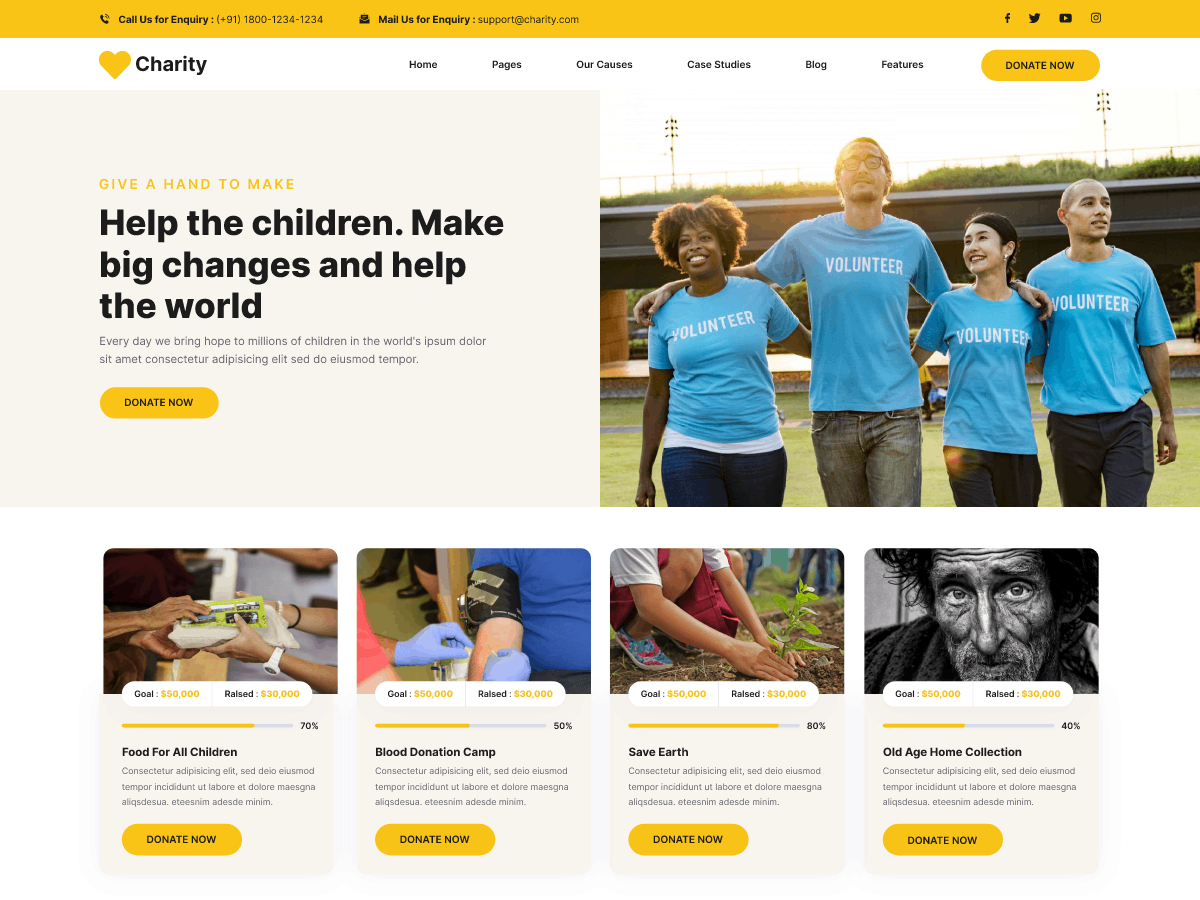 Call Us for Enquiry : (+91) 1800-1234-1234
Mail Us for Enquiry : support@charity.com
Charity
Home
Pages
Our Causes
Case Studies
Blog
Features
DONATE NOW
GIVE A HAND TO MAKE
Help the children. Make
big changes and help
the world
Every day we bring hope to millions of children in the world's ipsum dolor
sit amet consectetur adipisicing elit sed do eiusmod tempor.
DONATE NOW
VOLUNTEER
VOLUNTEER
VOLUNTEER
VOLUNTEER
Goal : $50,000
Ralsed : $30,000
70%
Food For All Children
Consectetur adipisicing elit, sed deio eiusmod
tempor incididunt ut labore et dolore maesgna
aliqsdesua. eteesnim adesde minim.
DONATE NOW
Goal : $50,000
Ralsed : $30,000
50%
Blood Donation Camp
Consectetur adipisicing elit, sed deio eiusmod
tempor incididunt ut labore et dolore maesgna
aliqsdesua. eteesnim adesde minim.
DONATE NOW
Goal : $50,000
Ralsed : $30,000
80%
Save Earth
Consectetur adipisicing elit, sed deio eiusmod
tempor incididunt ut labore et dolore maesgna
aliqsdesua. eteesnim adesde minim.
DONATE NOW
Goal : $50,000
Ralsed : $30,000
40%
Old Age Home Collection
Consectetur adipisicing elit, sed deio eiusmod
tempor incididunt ut labore et dolore maesgna
aliqsdesua. eteesnim adesde minim.
DONATE NOW